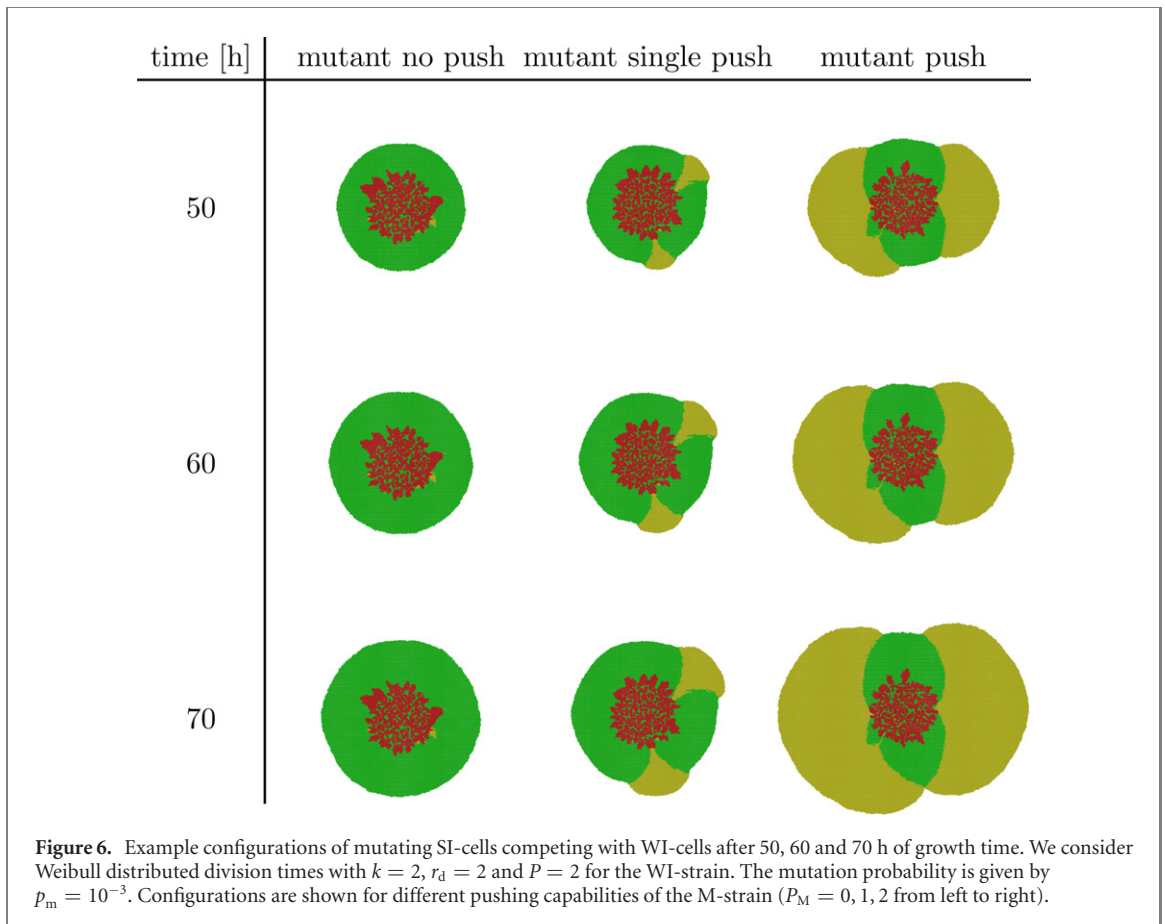 time [h] mutant no push mutant single push mutant push
50
60
70
Figure 6. Example configurations of mutating SI-cells competing with WI-cells after 50, 60 and 70 h of growth time. We consider
Weibull distributed division times with k = 2, r_d = 2 and P = 2 for the WI-strain. The mutation probability is given by
p_m = 10⁻³. Configurations are shown for different pushing capabilities of the M-strain (P_M = 0, 1, 2 from left to right).